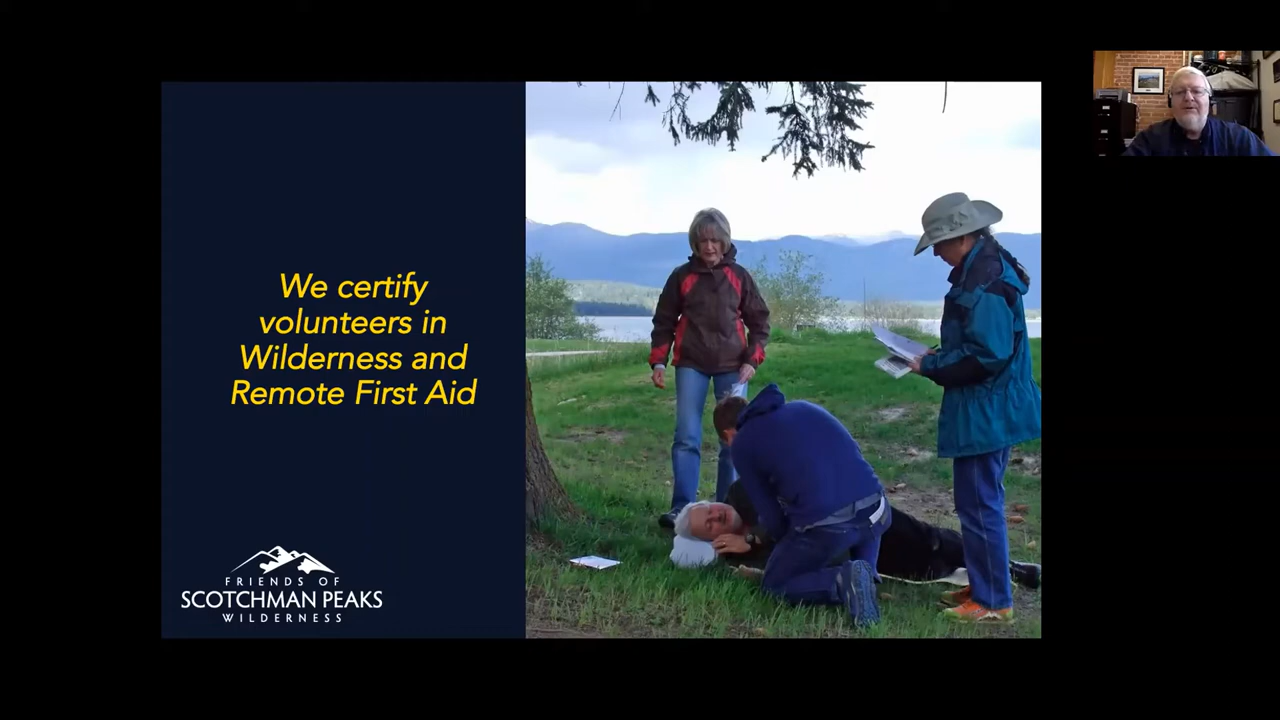 We certify
volunteers in
Wilderness and
Remote First Aid
FRIENDS OF
SCOTCHMAN PEAKS
WILDERNESS